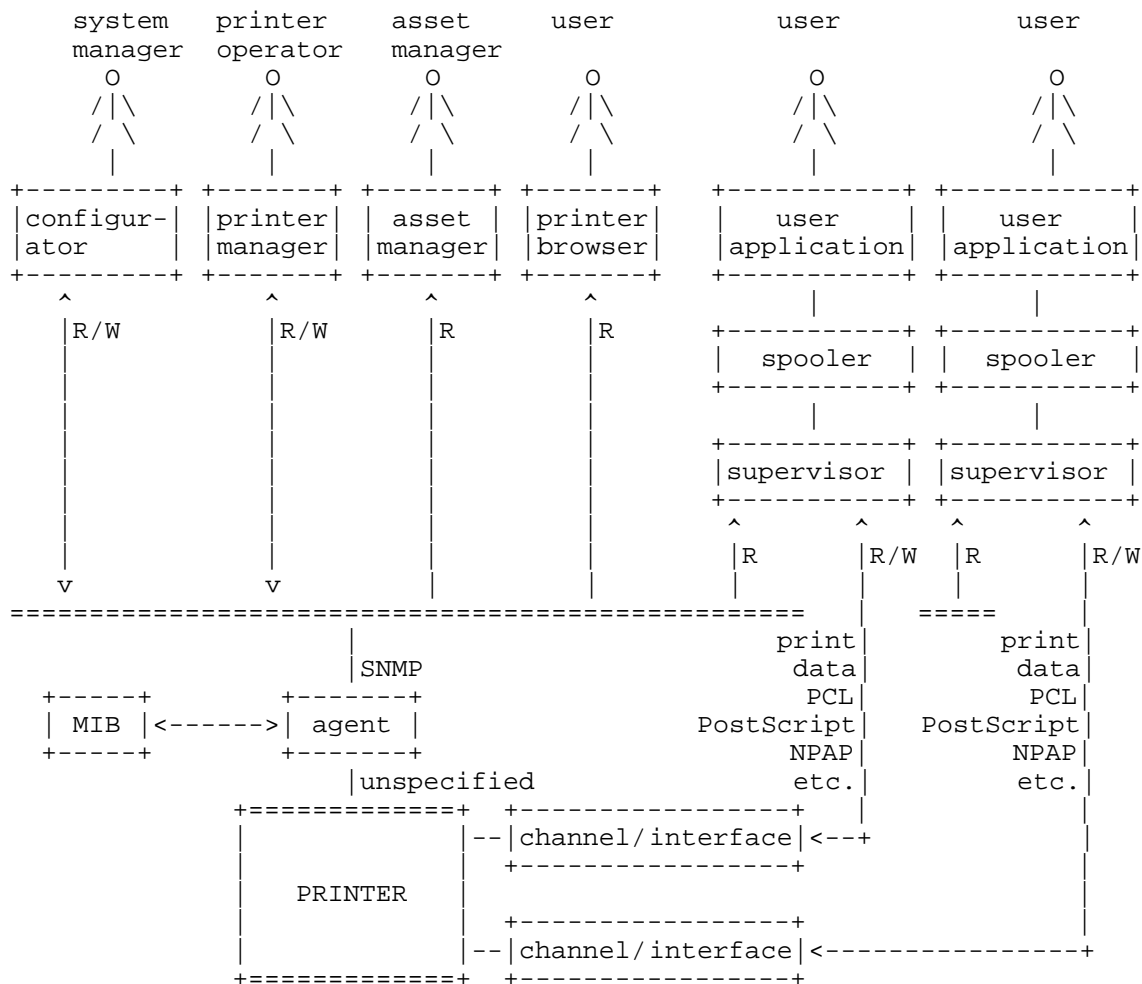 system printer asset user user user
manager operator manager
configur- printer asset printer user user
ator manager manager browser application application
R/W R/W R R
spooler spooler
supervisor supervisor
R R/W R R/W
print print
SNMP data data
PCL PCL
MIB agent PostScript PostScript
NPAP NPAP
unspecified etc. etc.
channel/interface
PRINTER
channel/interface